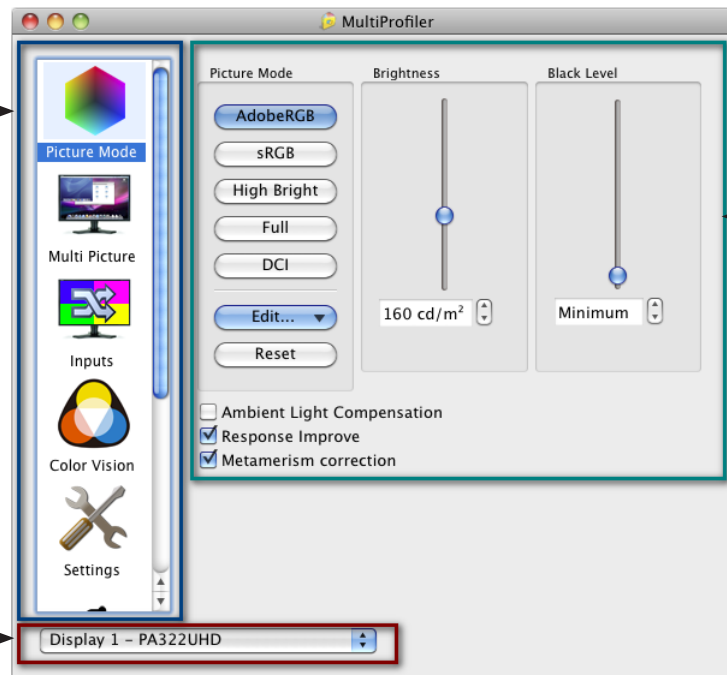 MultiProfiler
Picture Mode
Multi Picture
Inputs
Color Vision
Settings
Picture Mode
AdobeRGB
sRGB
High Bright
Full
DCI
Edit...
Reset
Brightness
160 cd/m²
Black Level
Minimum
Ambient Light Compensation
Response Improve
Metamerism correction
Display 1 – PA322UHD